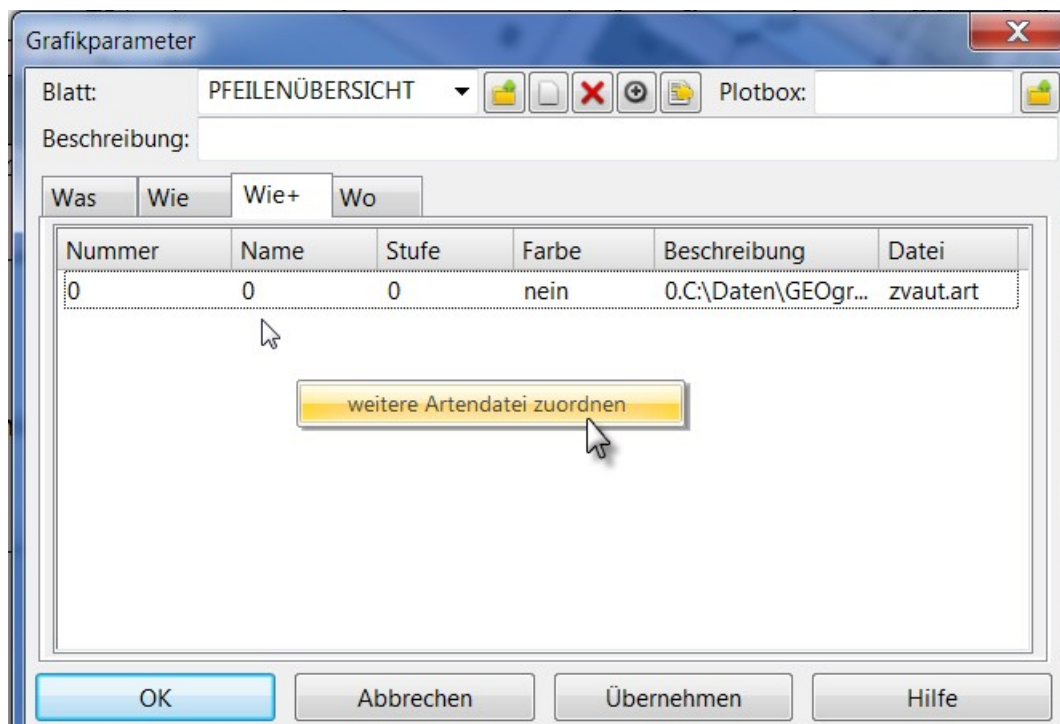 Grafikparameter
Blatt: PFEILENÜBERSICHT Plotbox:
Beschreibung:
Was Wie Wie+ Wo
Nummer Name Stufe Farbe Beschreibung Datei
0 0 0 nein 0.C:\Daten\GEOgr... zvaut.art
weitere Artendatei zuordnen
OK Abbrechen Übernehmen Hilfe